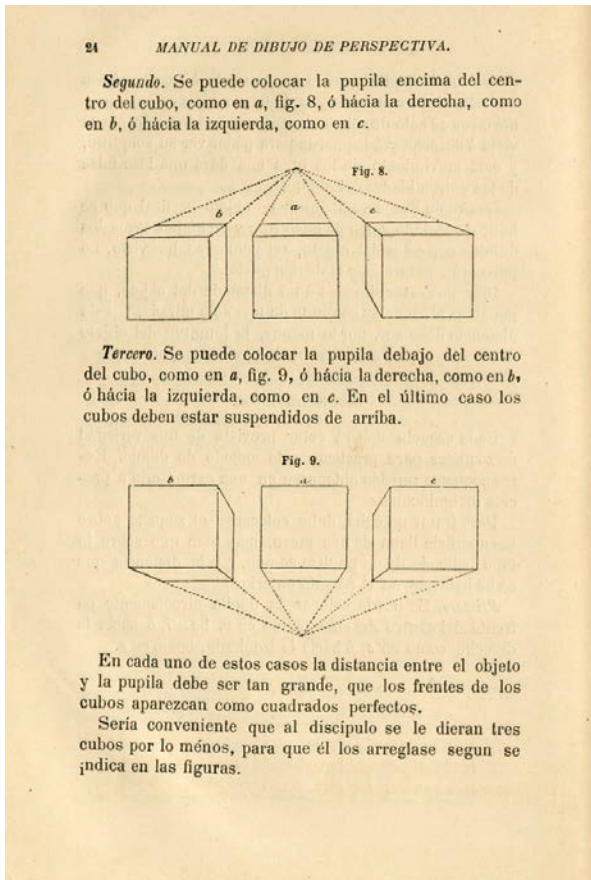 24 MANUAL DE DIBUJO DE PERSPECTIVA.
Segundo. Se puede colocar la pupila encima del cen-
tro del cubo, como en a, fig. 8, ó hácia la derecha, como
en b, ó hácia la izquierda, como en c.
Fig. 8.
b a c
Tercero. Se puede colocar la pupila debajo del centro
del cubo, como en a, fig. 9, ó hácia la derecha, como en b,
ó hácia la izquierda, como en c. En el último caso los
cubos deben estar suspendidos de arriba.
Fig. 9.
b a c
En cada uno de estos casos la distancia entre el objeto
y la pupila debe ser tan grande, que los frentes de los
cubos aparezcan como cuadrados perfectos.
Sería conveniente que al discípulo se le dieran tres
cubos por lo ménos, para que él los arreglase segun se
indica en las figuras.